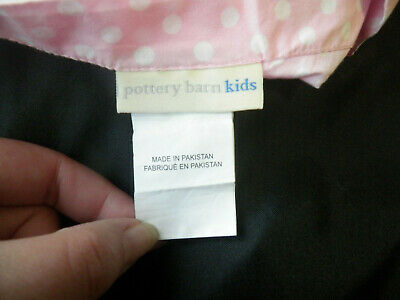 pottery barn kids
MADE IN PAKISTAN
FABRIQUÉ EN PAKISTAN